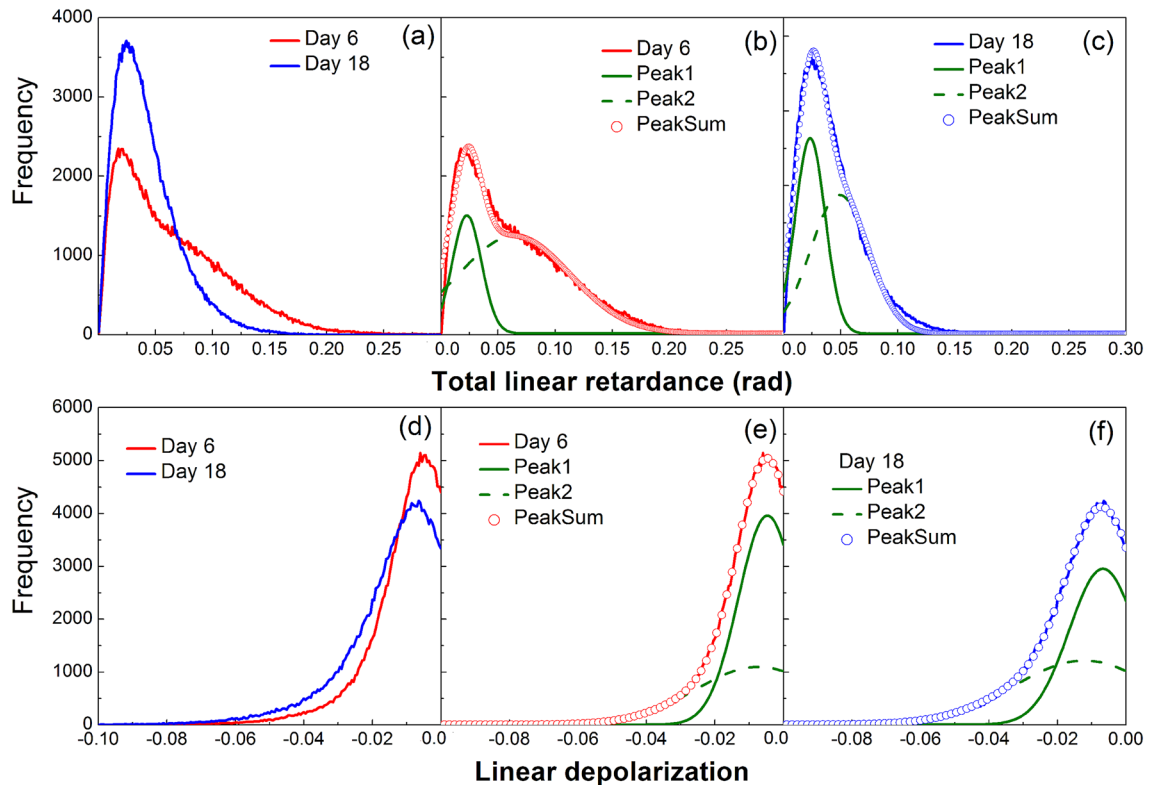 4000
3000
2000
1000
0
Frequency
Day 6
Day 18
(a)
0.05
0.10
0.15
0.20
0.25
Day 6
Peak1
Peak2
PeakSum
(b)
0.0
0.05
0.10
0.15
0.20
0.25
Day 18
Peak1
Peak2
PeakSum
(c)
0.0
0.05
0.10
0.15
0.20
0.25
0.30
Total linear retardance (rad)
6000
5000
4000
3000
2000
1000
0
Frequency
Day 6
Day 18
(d)
-0.10
-0.08
-0.06
-0.04
-0.02
0.0
Day 6
Peak1
Peak2
PeakSum
(e)
-0.08
-0.06
-0.04
-0.02
0.0
Day 18
Peak1
Peak2
PeakSum
(f)
-0.08
-0.06
-0.04
-0.02
0.0
Linear depolarization